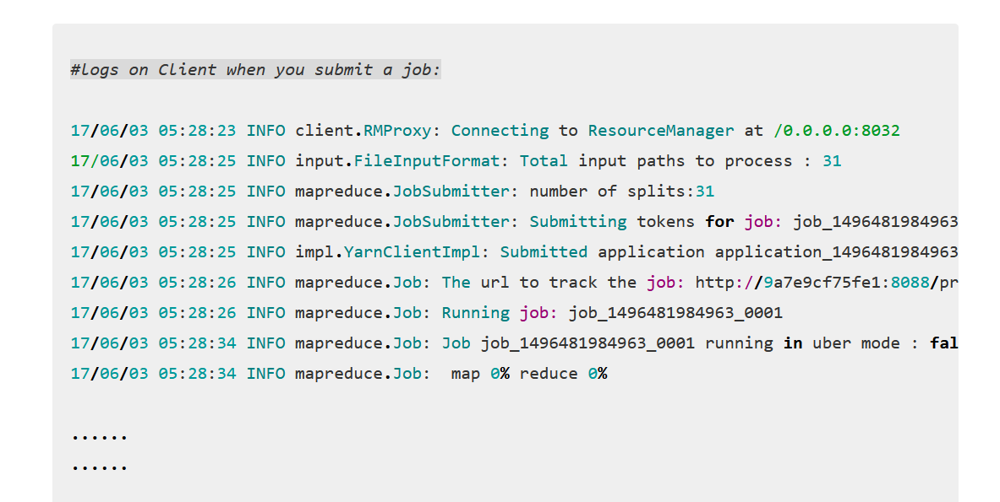 #logs on Client when you submit a job:
17/06/03 05:28:23 INFO client.RMProxy: Connecting to ResourceManager at /0.0.0.0:8032
17/06/03 05:28:25 INFO input.FileInputFormat: Total input paths to process : 31
17/06/03 05:28:25 INFO mapreduce.JobSubmitter: number of splits:31
17/06/03 05:28:25 INFO mapreduce.JobSubmitter: Submitting tokens for job: job_1496481984963
17/06/03 05:28:25 INFO impl.YarnClientImpl: Submitted application application_1496481984963
17/06/03 05:28:26 INFO mapreduce.Job: The url to track the job: http://9a7e9cf75fe1:8088/pr
17/06/03 05:28:26 INFO mapreduce.Job: Running job: job_1496481984963_0001
17/06/03 05:28:34 INFO mapreduce.Job: Job job_1496481984963_0001 running in uber mode : fal
17/06/03 05:28:34 INFO mapreduce.Job:  map 0% reduce 0%
......
......